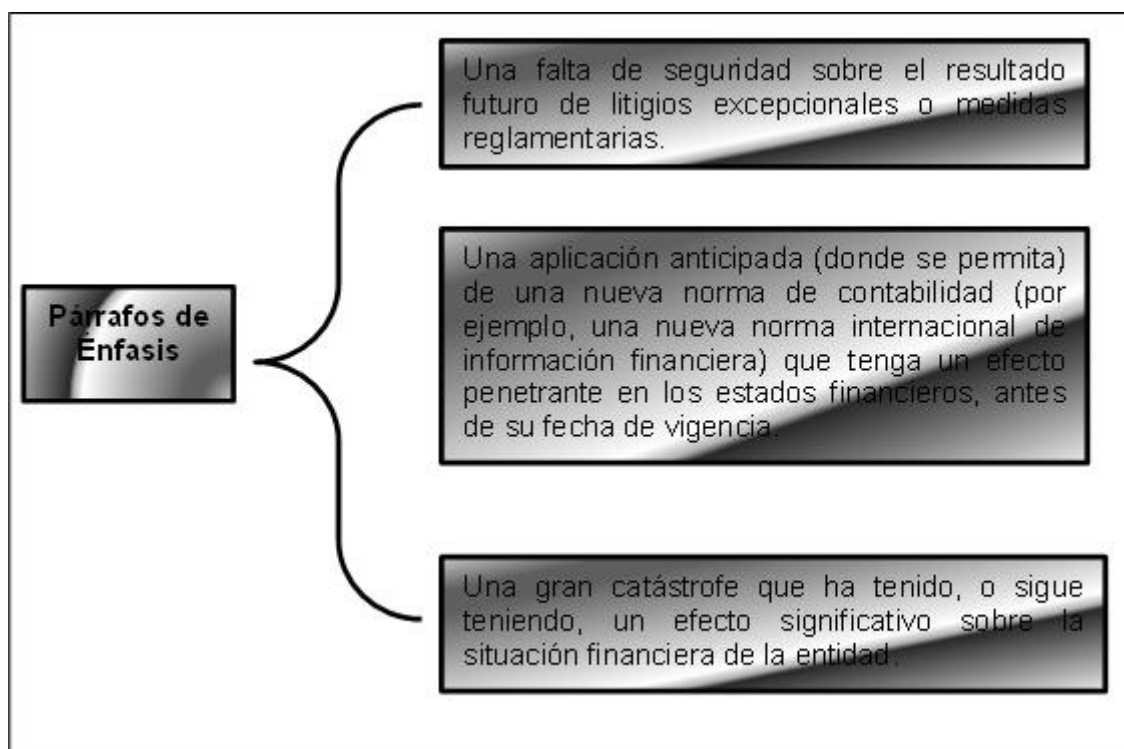 Una falta de seguridad sobre el resultado
futuro de litigios excepcionales o medidas
reglamentarias.
Una aplicación anticipada (donde se permita)
de una nueva norma de contabilidad (por
ejemplo, una nueva norma internacional de
información financiera) que tenga un efecto
penetrante en los estados financieros, antes
de su fecha de vigencia.
Párrafos de
Énfasis
Una gran catástrofe que ha tenido, o sigue
teniendo, un efecto significativo sobre la
situación financiera de la entidad.